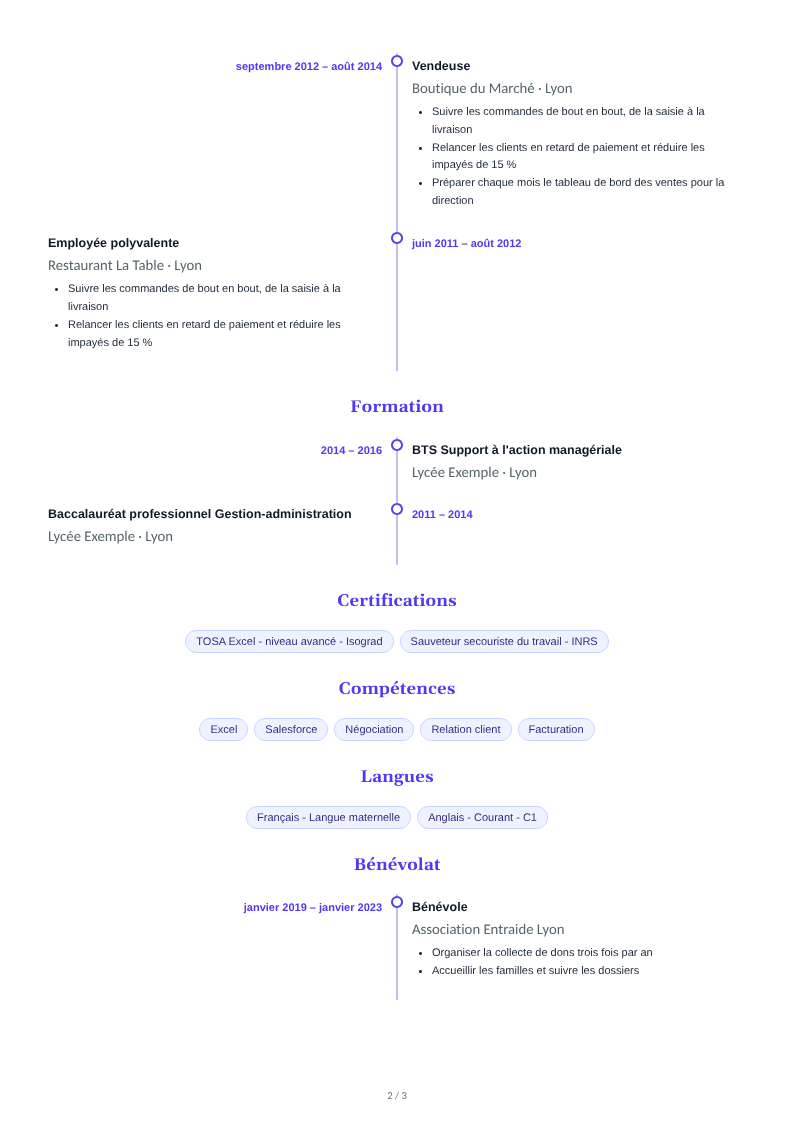 septembre 2012 – août 2014
Vendeuse
Boutique du Marché · Lyon
• Suivre les commandes de bout en bout, de la saisie à la
livraison
• Relancer les clients en retard de paiement et réduire les
impayés de 15 %
• Préparer chaque mois le tableau de bord des ventes pour la
direction
Employée polyvalente
juin 2011 – août 2012
Restaurant La Table · Lyon
• Suivre les commandes de bout en bout, de la saisie à la
livraison
• Relancer les clients en retard de paiement et réduire les
impayés de 15 %
Formation
2014 – 2016
BTS Support à l'action managériale
Lycée Exemple · Lyon
Baccalauréat professionnel Gestion-administration
2011 – 2014
Lycée Exemple · Lyon
Certifications
TOSA Excel - niveau avancé - Isograd
Sauveteur secouriste du travail - INRS
Compétences
Excel
Salesforce
Négociation
Relation client
Facturation
Langues
Français - Langue maternelle
Anglais - Courant - C1
Bénévolat
janvier 2019 – janvier 2023
Bénévole
Association Entraide Lyon
• Organiser la collecte de dons trois fois par an
• Accueillir les familles et suivre les dossiers
2 / 3